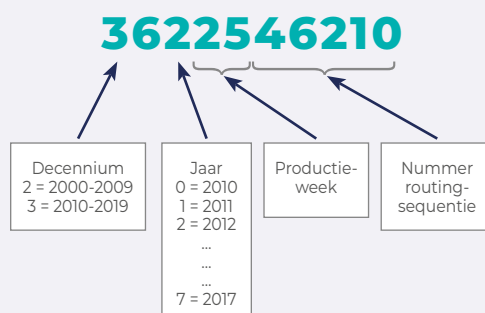 3622546210
Decennium
2 = 2000-2009
3 = 2010-2019
Jaar
0 = 2010
1 = 2011
2 = 2012
...
...
...
7 = 2017
Productie-
week
Nummer
routing-
sequentie